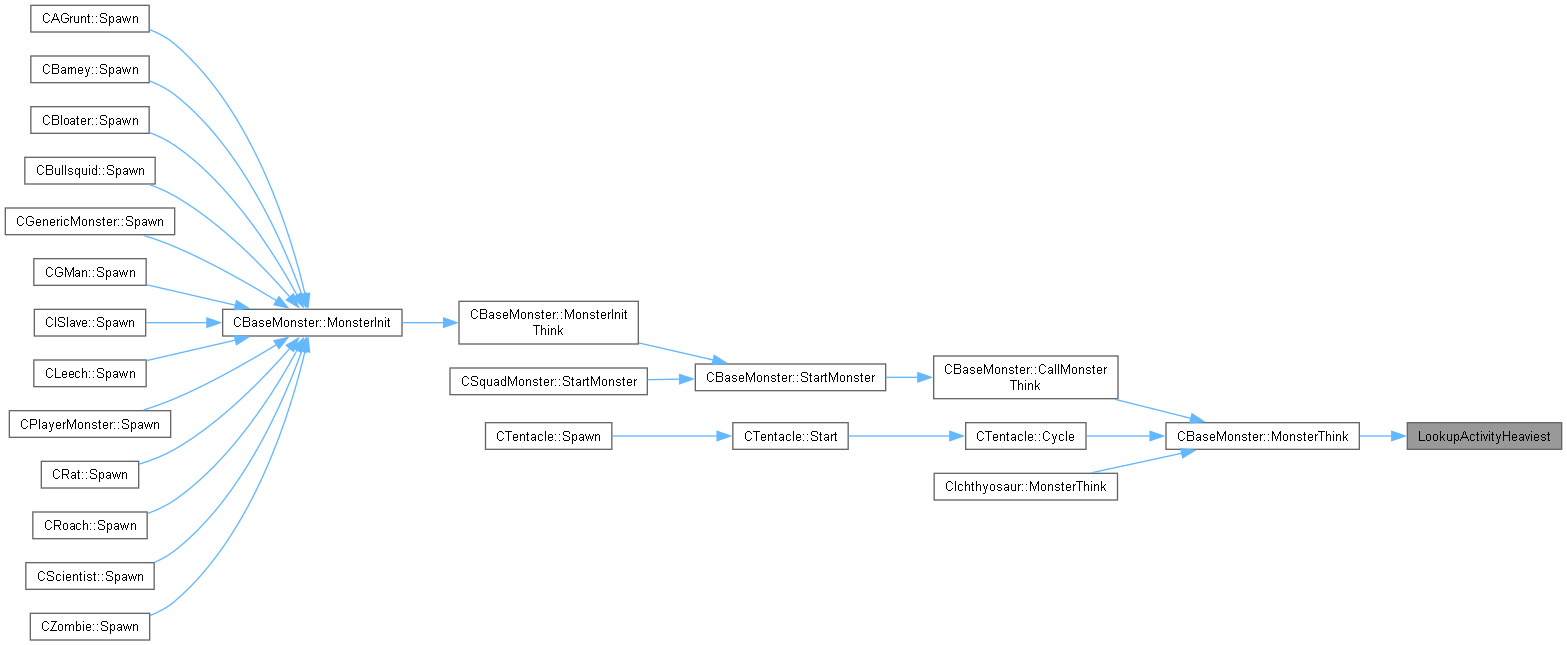 CAGrunt::Spawn
CBarney::Spawn
CBloater::Spawn
CBullsquid::Spawn
CGenericMonster::Spawn
CGMan::Spawn
CISlave::Spawn
CLeech::Spawn
CPlayerMonster::Spawn
CRat::Spawn
CRoach::Spawn
CScientist::Spawn
CZombie::Spawn
CBaseMonster::MonsterInit
CBaseMonster::MonsterInit
Think
CSquadMonster::StartMonster
CTentacle::Spawn
CBaseMonster::StartMonster
CTentacle::Start
CBaseMonster::CallMonster
Think
CTentacle::Cycle
CIchthyosaur::MonsterThink
CBaseMonster::MonsterThink
LookupActivityHeaviest